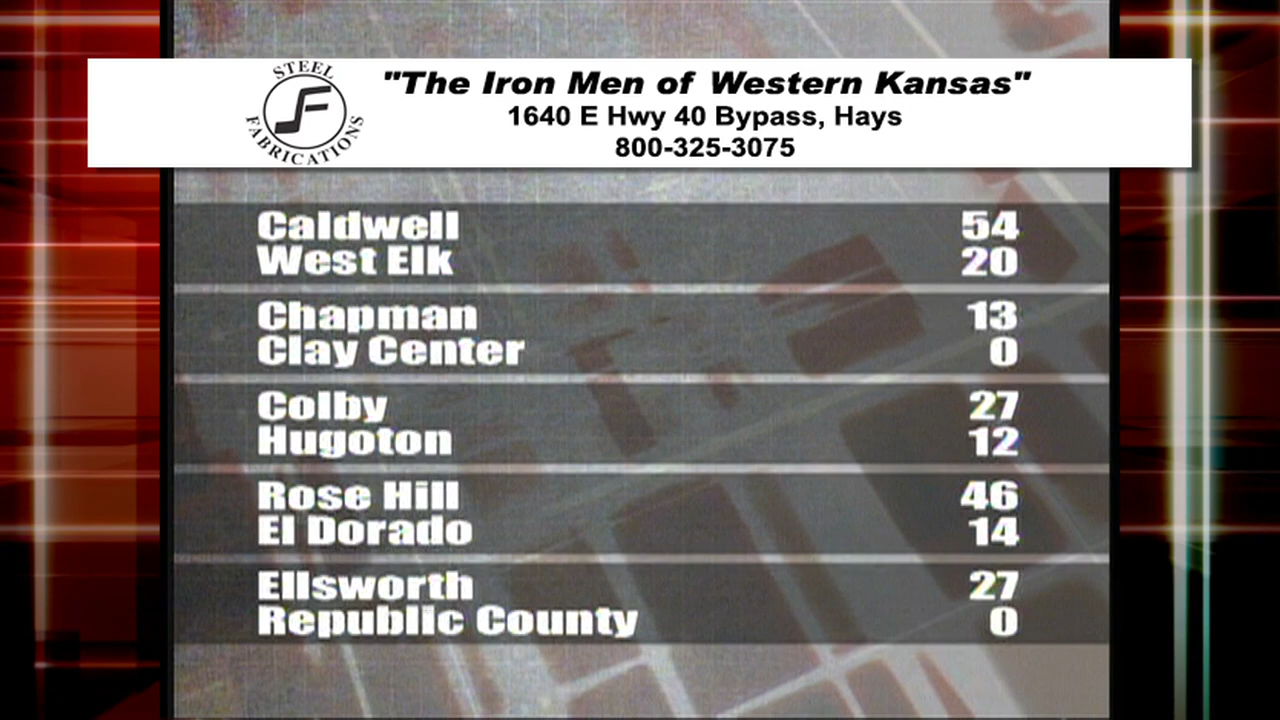 STEEL
FABRICATIONS
"The Iron Men of Western Kansas"
1640 E Hwy 40 Bypass, Hays
800-325-3075
Caldwell 54
West Elk 20
Chapman 13
Clay Center 0
Colby 27
Hugoton 12
Rose Hill 46
El Dorado 14
Ellsworth 27
Republic County 0